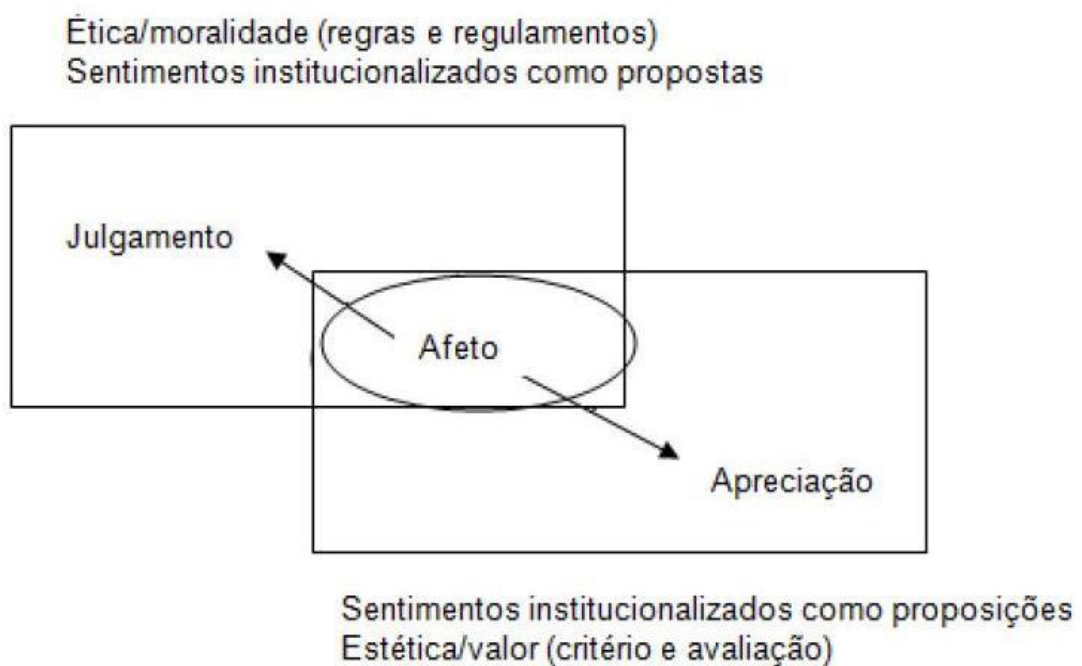 Ética/moralidade (regras e regulamentos)
Sentimentos institucionalizados como propostas
Julgamento
Afeto
Apreciação
Sentimentos institucionalizados como proposições
Estética/valor (critério e avaliação)